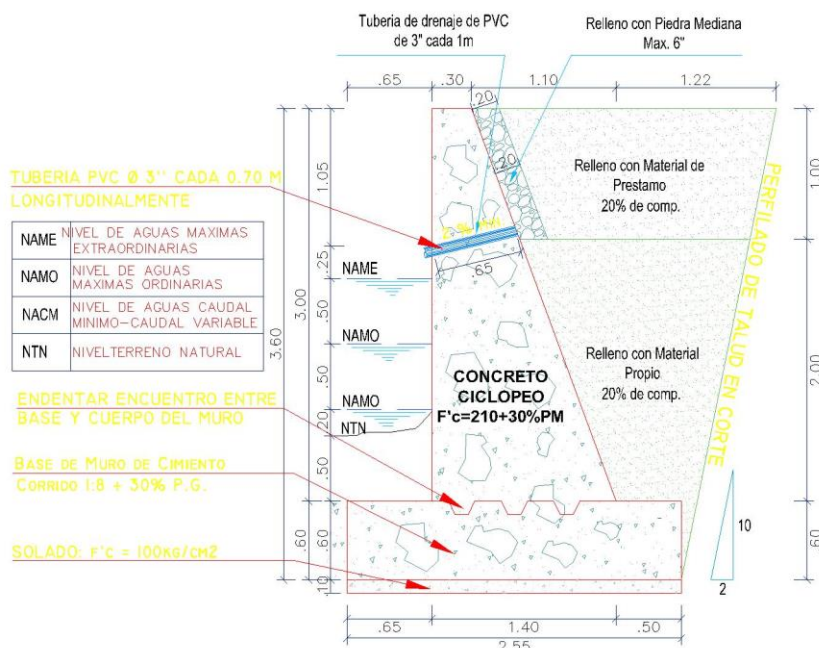 Tuberia de drenaje de PVC
de 3" cada 1m
Relleno con Piedra Mediana
Max. 6"
.65
.30
1.10
1.22
.20
.20
1.05
1.00
TUBERIA PVC Ø 3'' CADA 0.70 M
LONGITUDINALMENTE
Relleno con Material de
Prestamo
20% de comp.
NAME NIVEL DE AGUAS MAXIMAS
EXTRAORDINARIAS
NAMO NIVEL DE AGUAS
MAXIMAS ORDINARIAS
NACM NIVEL DE AGUAS CAUDAL
MINIMO-CAUDAL VARIABLE
NTN NIVELTERRENO NATURAL
3.60
3.00
.25
.50
.50
.20
.50
.65
NAME
NAMO
NAMO
NTN
CONCRETO
CICLOPEO
F'c=210+30%PM
Relleno con Material
Propio
20% de comp.
PERFILADO DE TALUD EN CORTE
2.00
ENDENTAR ENCUENTRO ENTRE
BASE Y CUERPO DEL MURO
BASE DE MURO DE CIMIENTO
CORRIDO 1:8 + 30% P.G.
SOLADO: F'C = 100KG/CM2
.60
.60
.10
10
2
.60
.65
1.40
.50
2.55